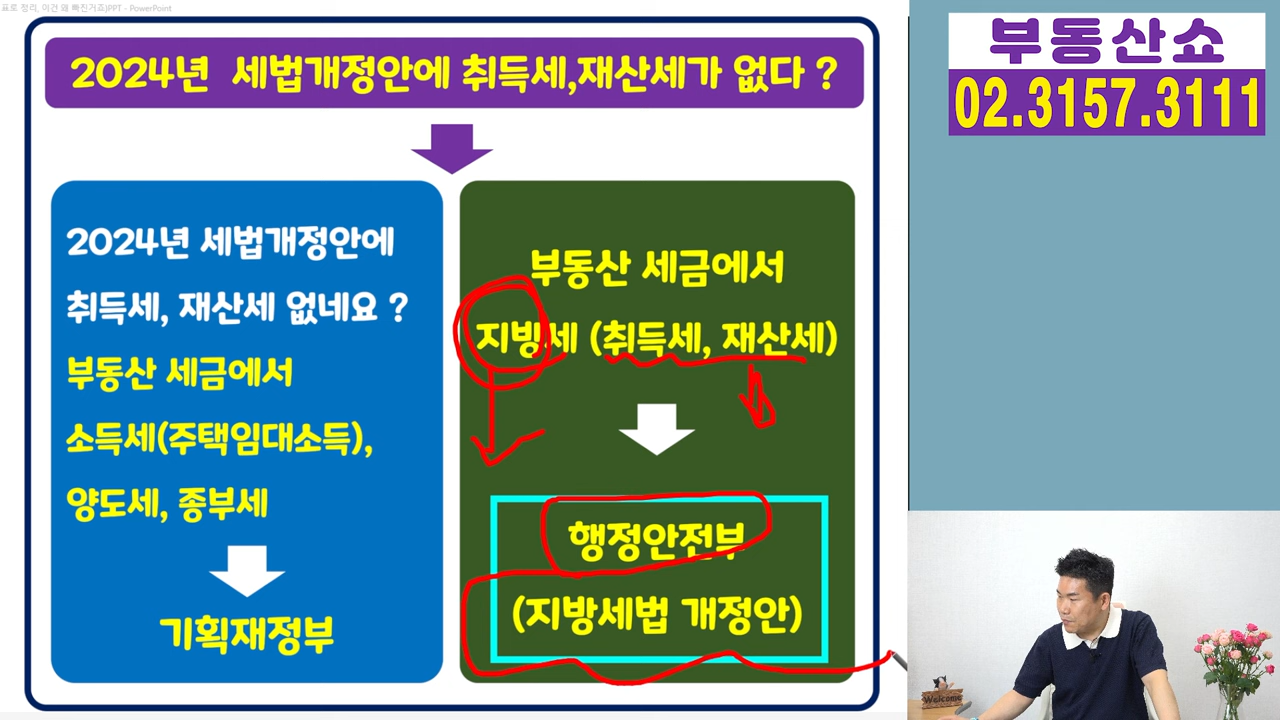 표로 정리, 이건 왜 빠진거죠)PPT - PowerPoint
2024년 세법개정안에 취득세,재산세가 없다 ?
2024년 세법개정안에
취득세, 재산세 없네요 ?
부동산 세금에서
소득세(주택임대소득),
양도세, 종부세
기획재정부
부동산 세금에서
지방세 (취득세, 재산세)
행정안전부
(지방세법 개정안)
부동산쇼
02.3157.3111
Welcome